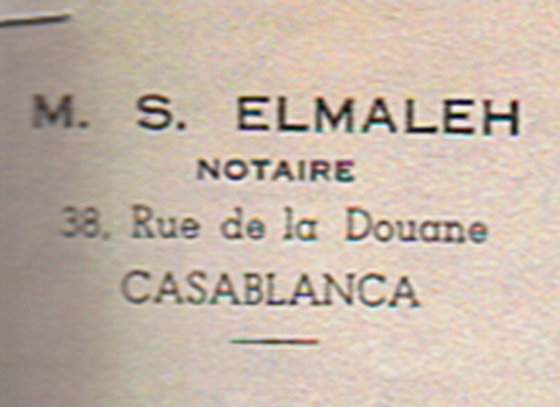 M. S. ELMALEH
NOTAIRE
38, Rue de la Douane
CASABLANCA